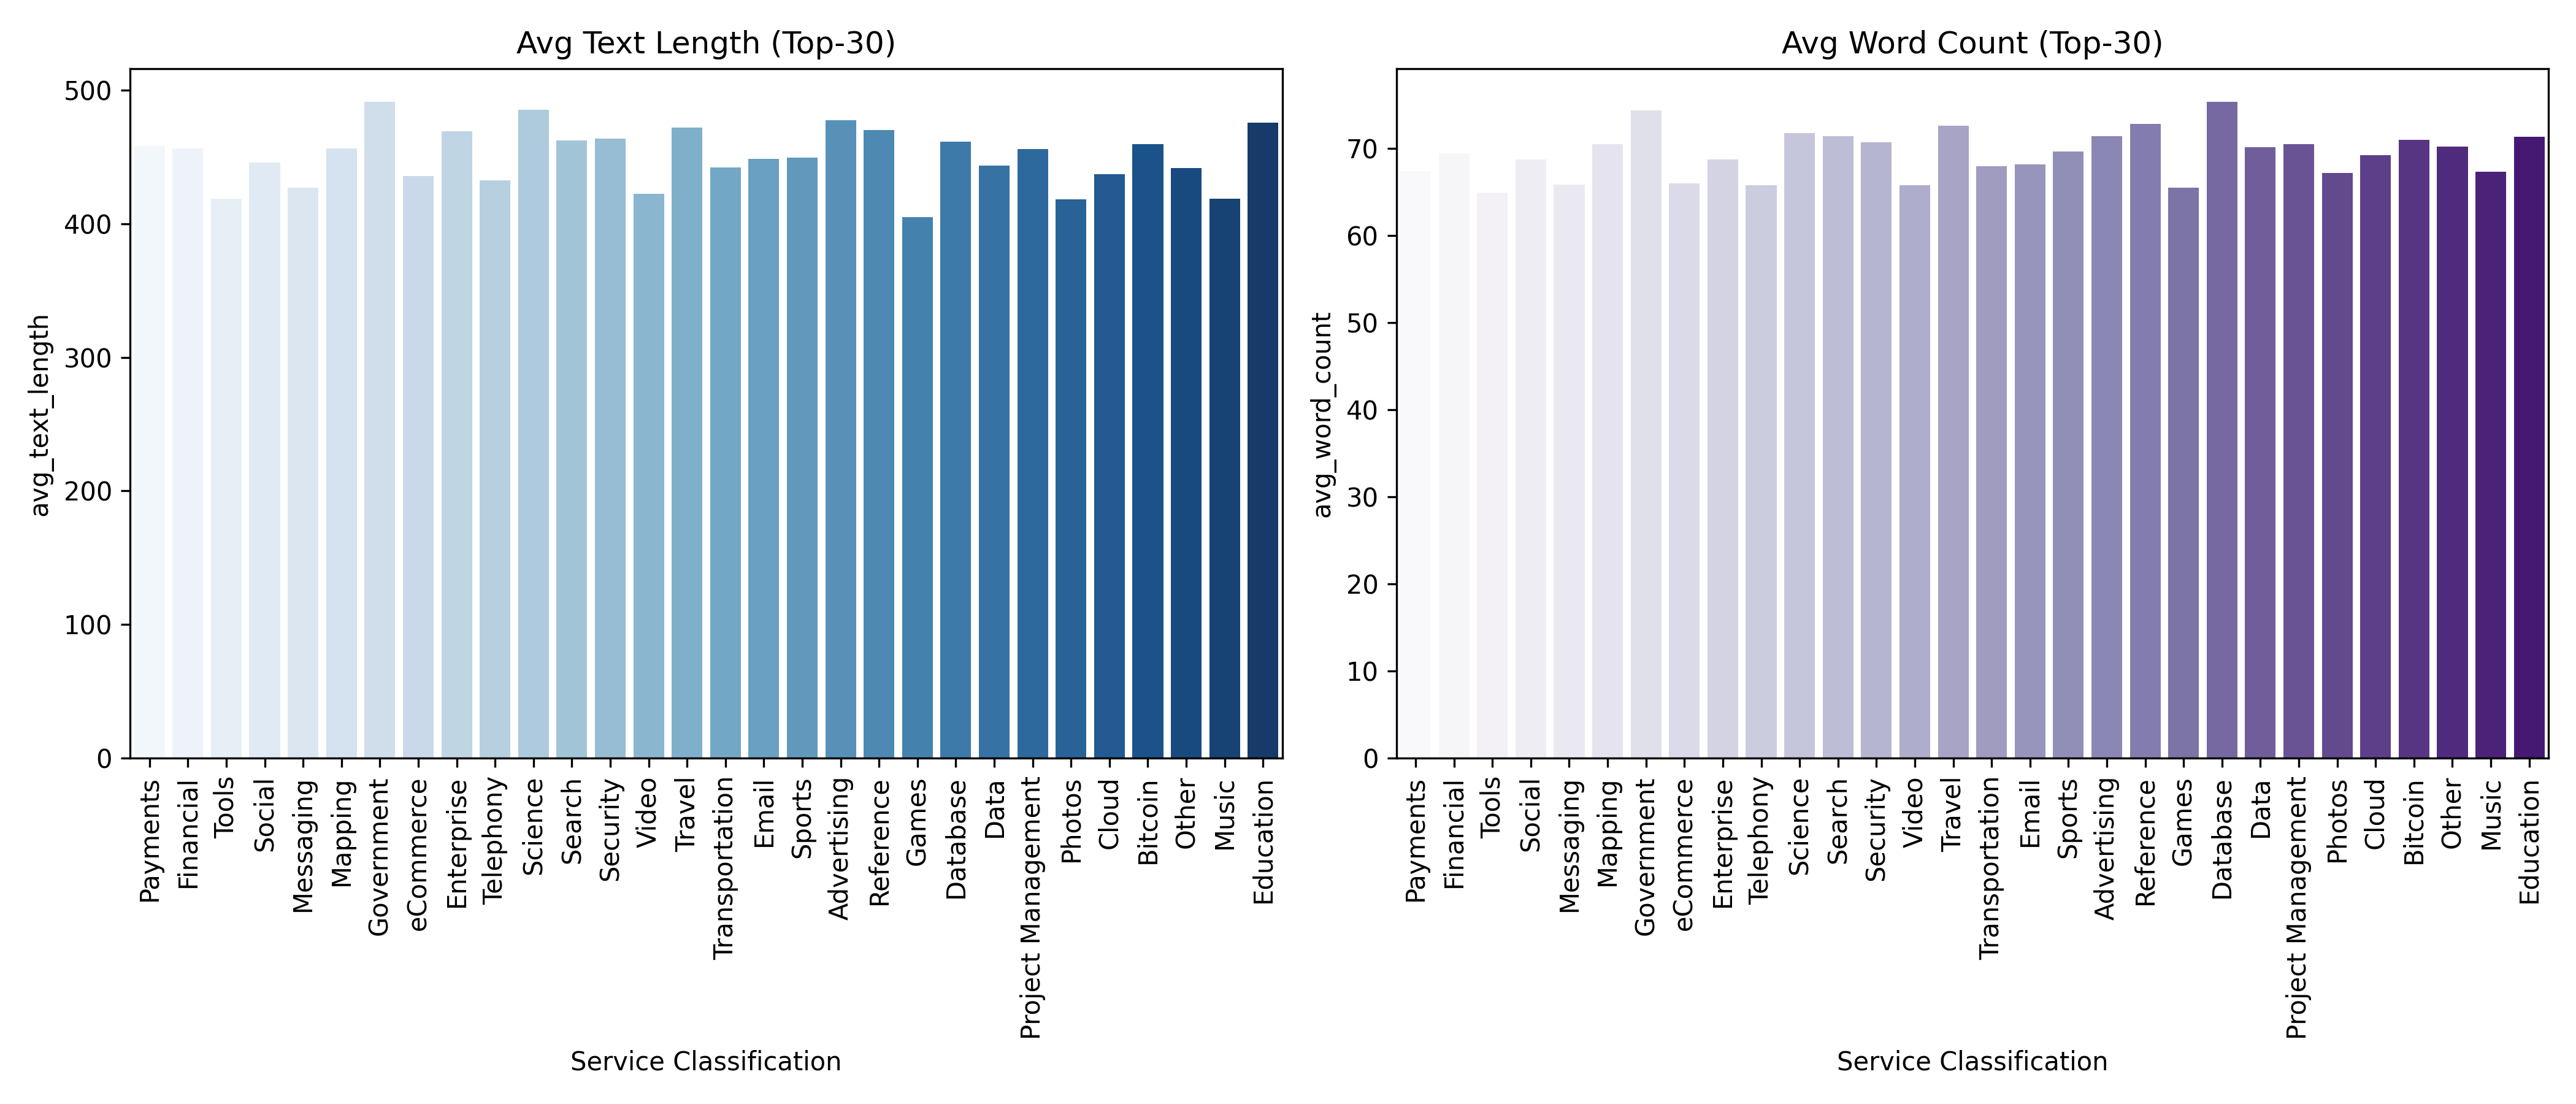 Avg Text Length (Top-30)
avg_text_length
500
400
300
200
100
0
Payments
Financial
Tools
Social
Messaging
Mapping
Government
eCommerce
Enterprise
Telephony
Science
Search
Security
Video
Travel
Transportation
Email
Sports
Advertising
Reference
Games
Database
Data
Project Management
Photos
Cloud
Bitcoin
Other
Music
Education
Service Classification
Avg Word Count (Top-30)
avg_word_count
70
60
50
40
30
20
10
0
Payments
Financial
Tools
Social
Messaging
Mapping
Government
eCommerce
Enterprise
Telephony
Science
Search
Security
Video
Travel
Transportation
Email
Sports
Advertising
Reference
Games
Database
Data
Project Management
Photos
Cloud
Bitcoin
Other
Music
Education
Service Classification